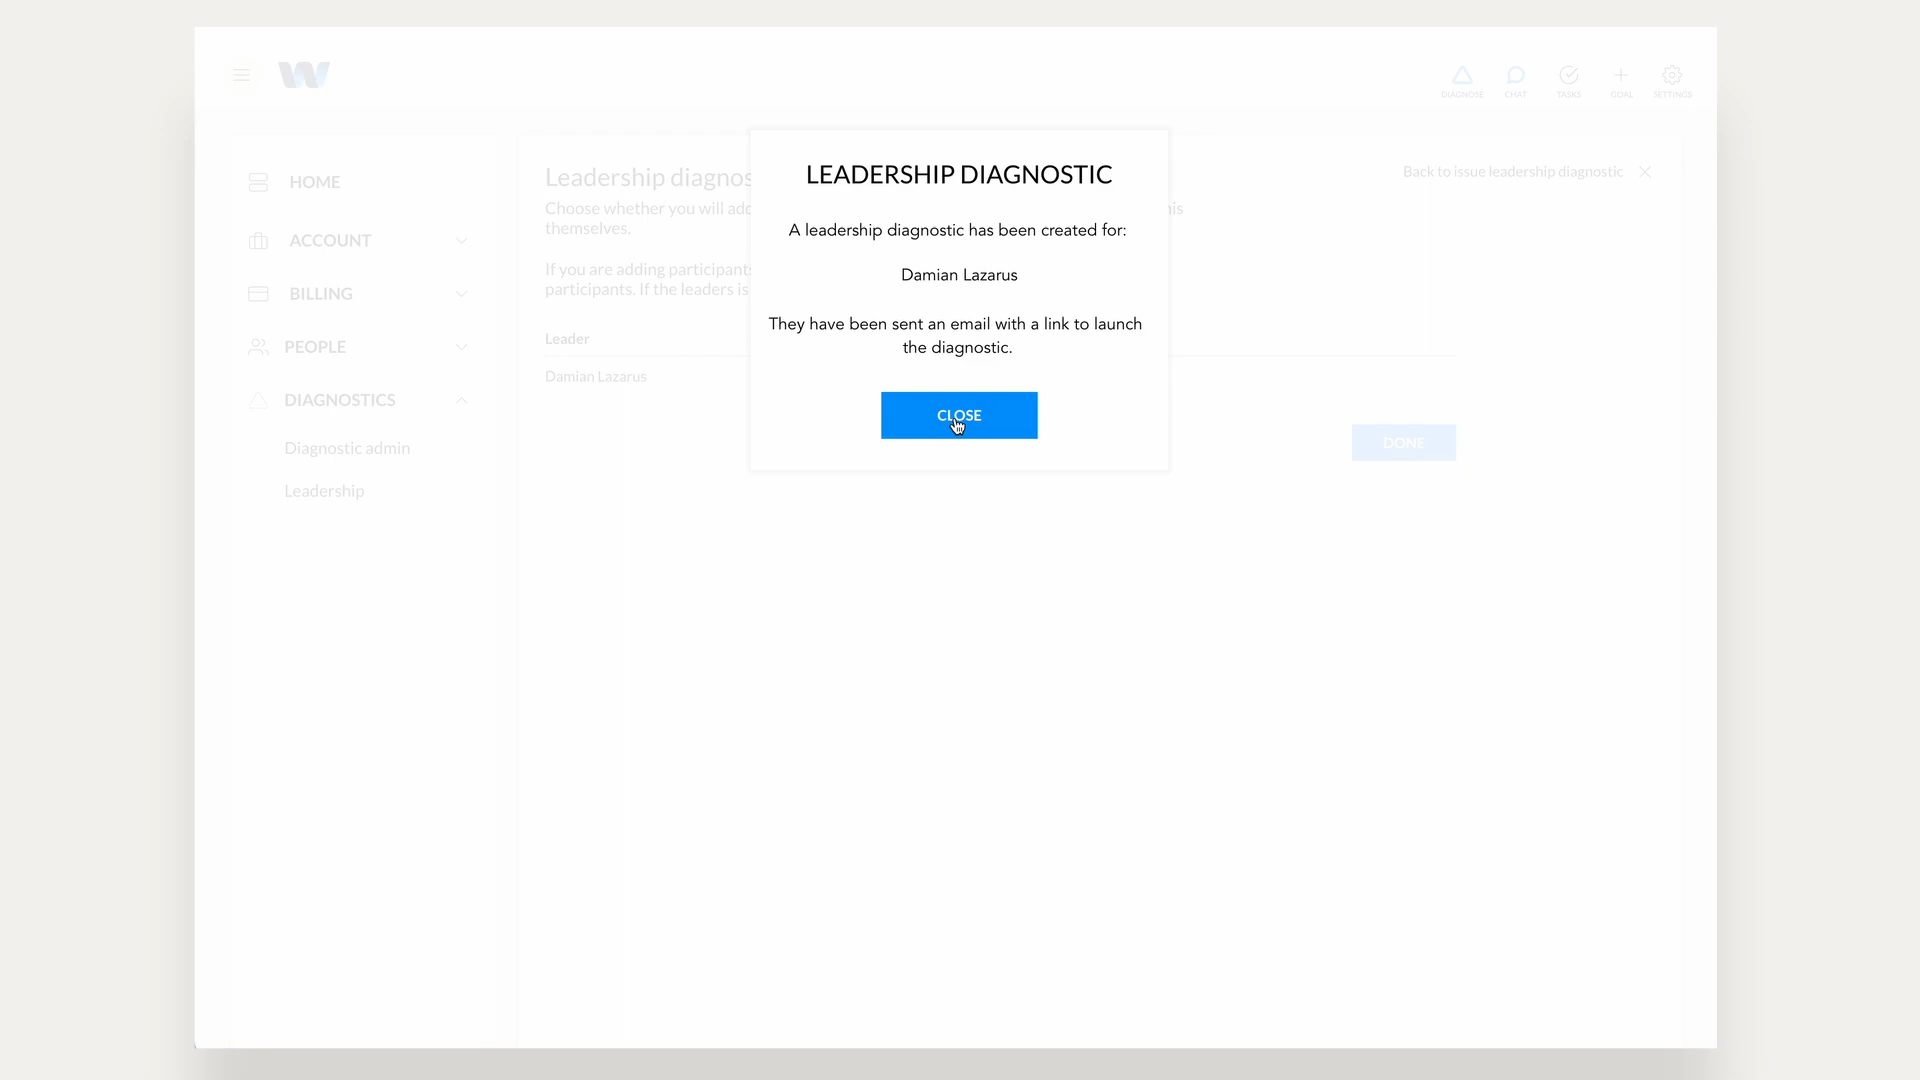 W
DIAGNOSE
CHAT
TASKS
GOAL
SETTINGS
HOME
ACCOUNT
BILLING
PEOPLE
DIAGNOSTICS
Diagnostic admin
Leadership
Leadership diagnos
Back to issue leadership diagnostic
Choose whether you will add
his
themselves.
If you are adding participants
participants. If the leaders is
Leader
Damian Lazarus
DONE
LEADERSHIP DIAGNOSTIC
A leadership diagnostic has been created for:
Damian Lazarus
They have been sent an email with a link to launch
the diagnostic.
CLOSE